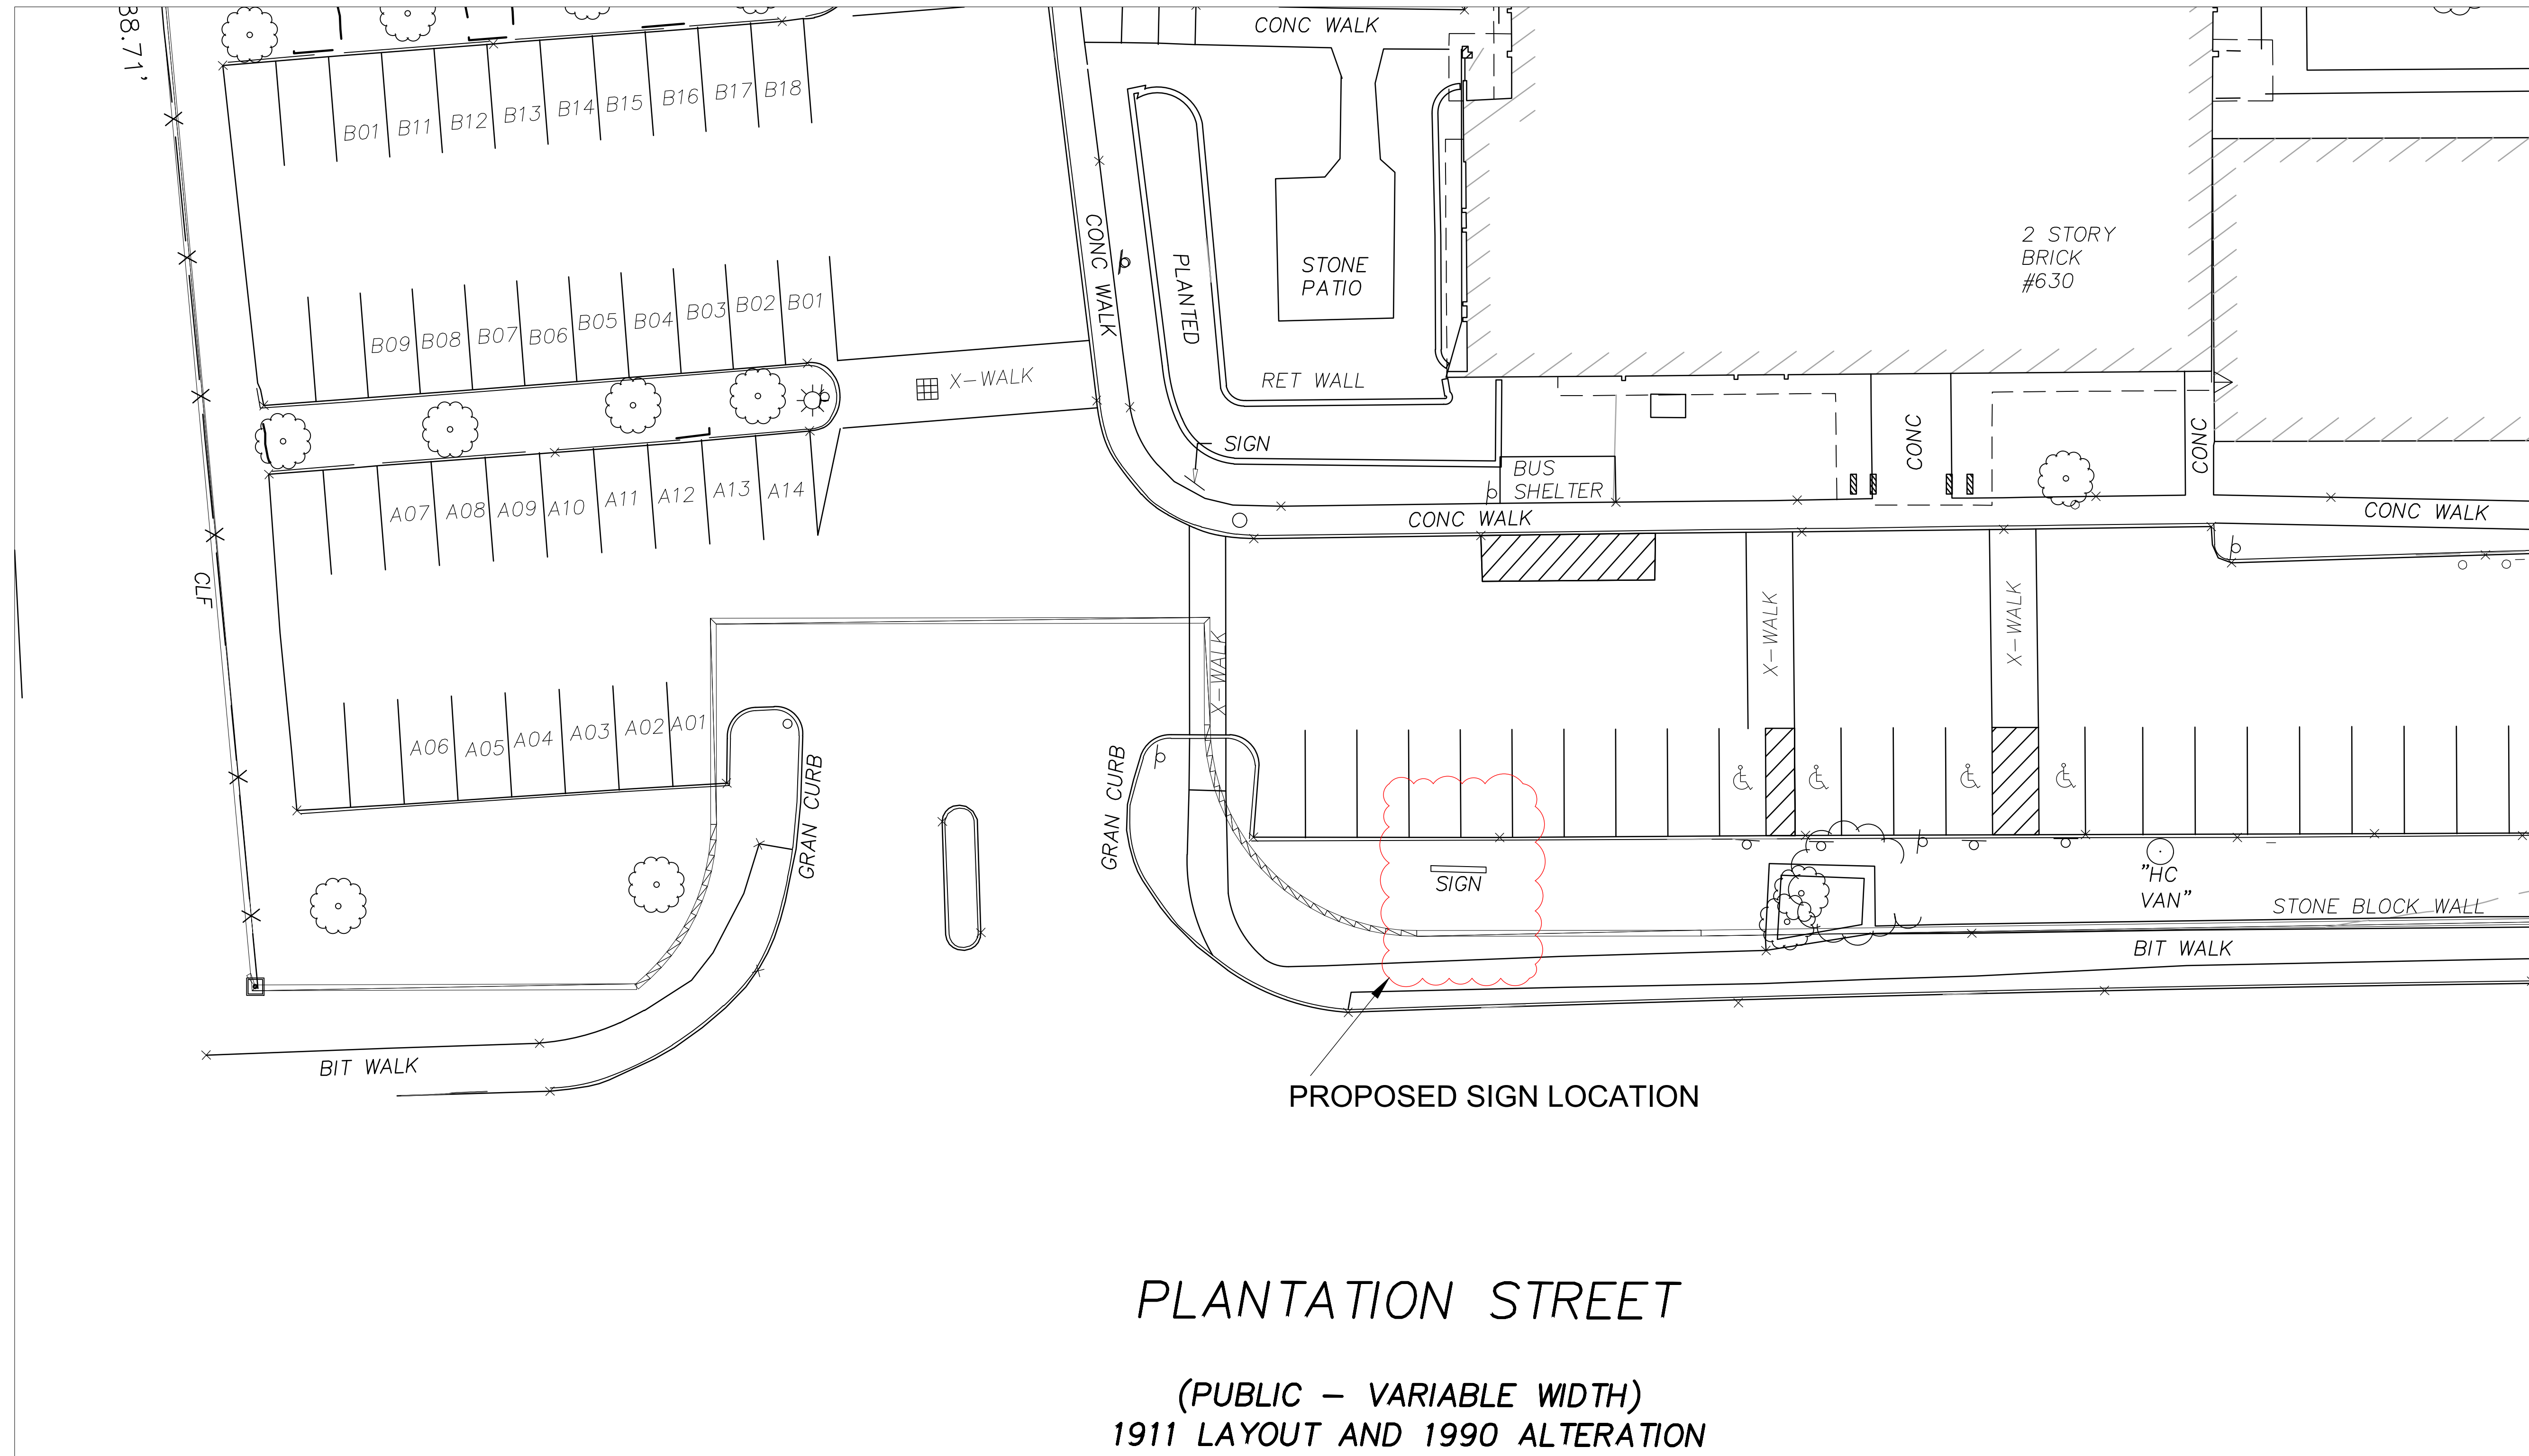 CONC WALK
88.71'
B01
B11
B12
B13
B14
B15
B16
B17
B18
CONC WALK
PLANTED
STONE
PATIO
2 STORY
BRICK
#630
B09
B08
B07
B06
B05
B04
B03
B02
B01
X-WALK
RET WALL
SIGN
BUS
SHELTER
CONC
CONC
A07
A08
A09
A10
A11
A12
A13
A14
CONC WALK
CONC WALK
CLF
X-WALK
X-WALK
X-WALK
A06
A05
A04
A03
A02
A01
GRAN CURB
GRAN CURB
SIGN
"HC
VAN"
STONE BLOCK WALL
BIT WALK
BIT WALK
PROPOSED SIGN LOCATION
PLANTATION STREET
(PUBLIC - VARIABLE WIDTH)
1911 LAYOUT AND 1990 ALTERATION